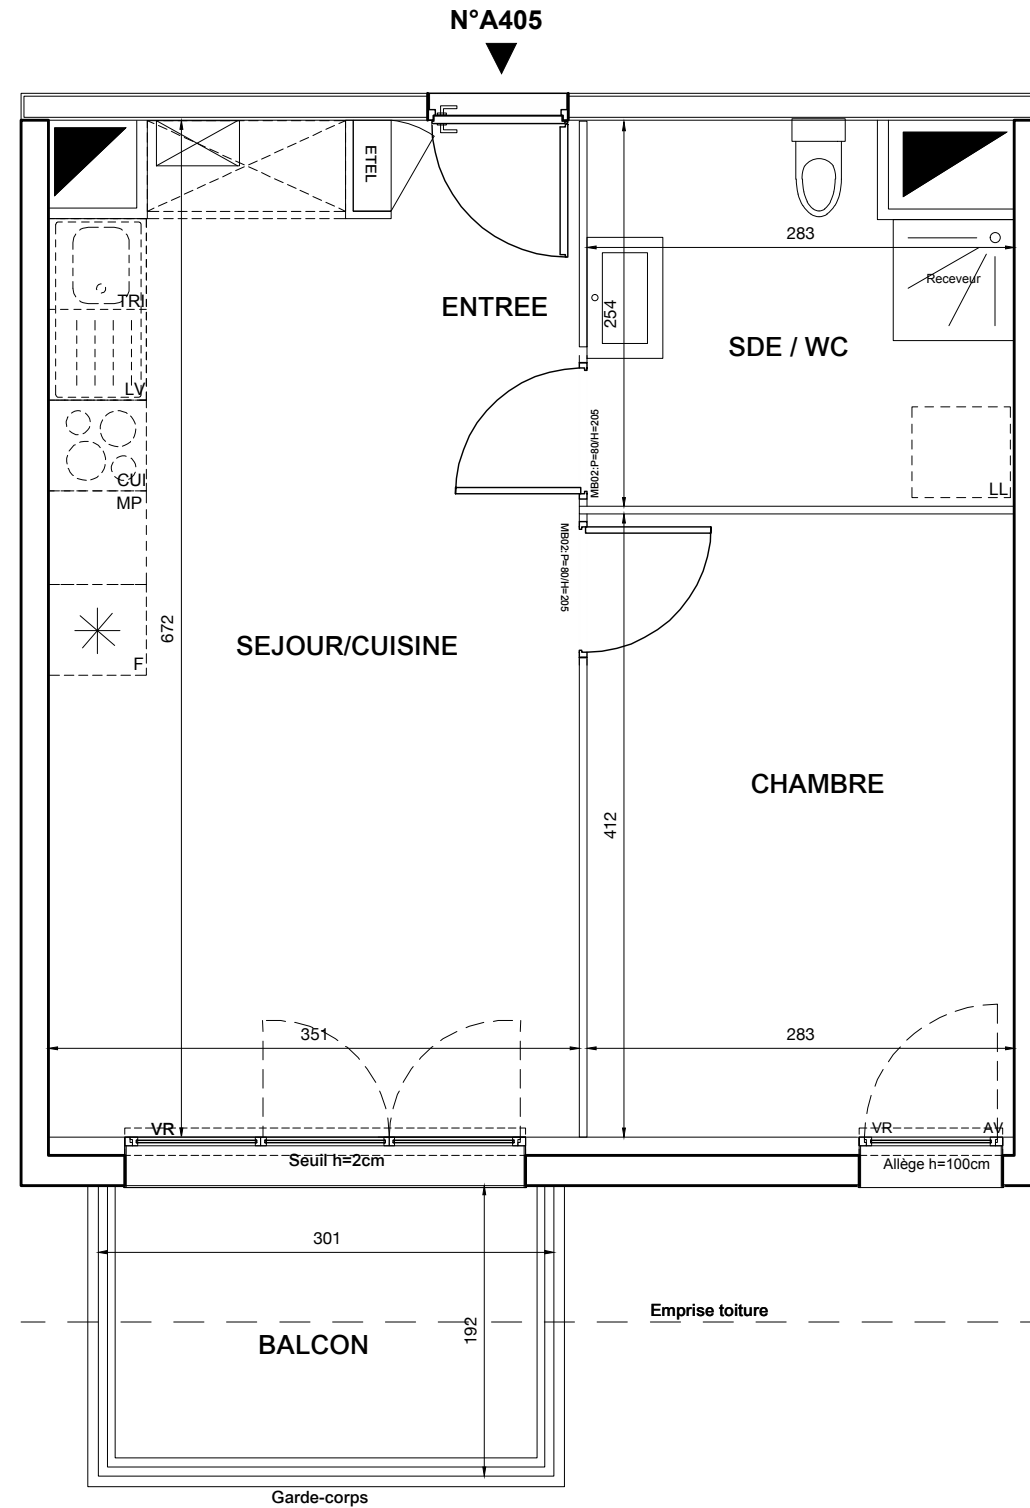 N°A405
ETEL
283
Receveur
TRI
ENTREE
254
SDE / WC
LV
MB02:P=80/H=205
CUI
LL
MP
MB02:P=80/H=205
672
SEJOUR/CUISINE
F
CHAMBRE
412
351
283
VR
VR
AV
Seuil h=2cm
Allège h=100cm
301
Emprise toiture
192
BALCON
Garde-corps